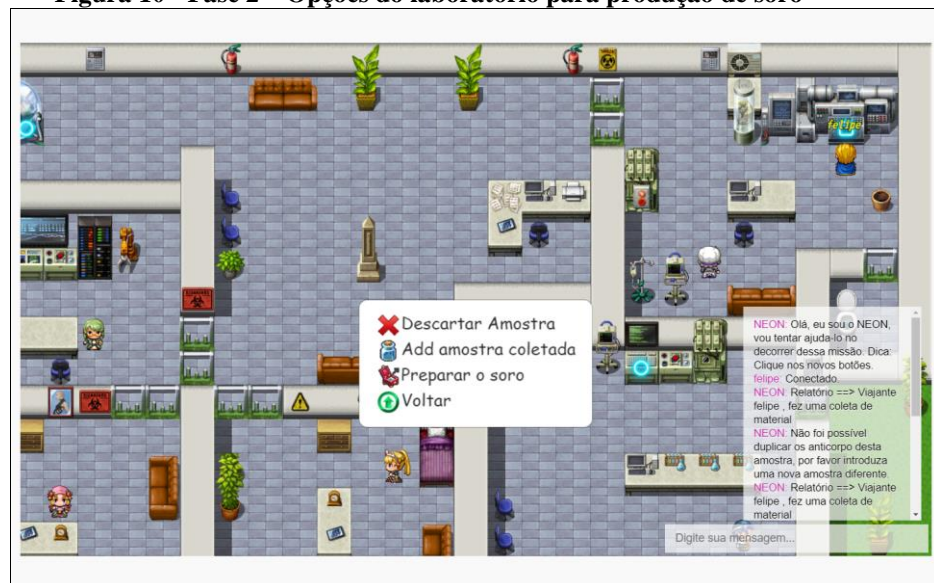 Figura 10 - Fase 2 – Opções do laboratório para produção de soro
felipe
Descartar Amostra
Add amostra coletada
Preparar o soro
Voltar
NEON: Olá, eu sou o NEON,
vou tentar ajuda-lo no
decorrer dessa missão. Dica:
Clique nos novos botões.
felipe: Conectado.
NEON: Relatório ==> Viajante
felipe , fez uma coleta de
material
NEON: Não foi possível
duplicar os anticorpo desta
amostra, por favor introduza
uma nova amostra diferente.
NEON: Relatório ==> Viajante
felipe , fez uma coleta de
material
Digite sua mensagem...